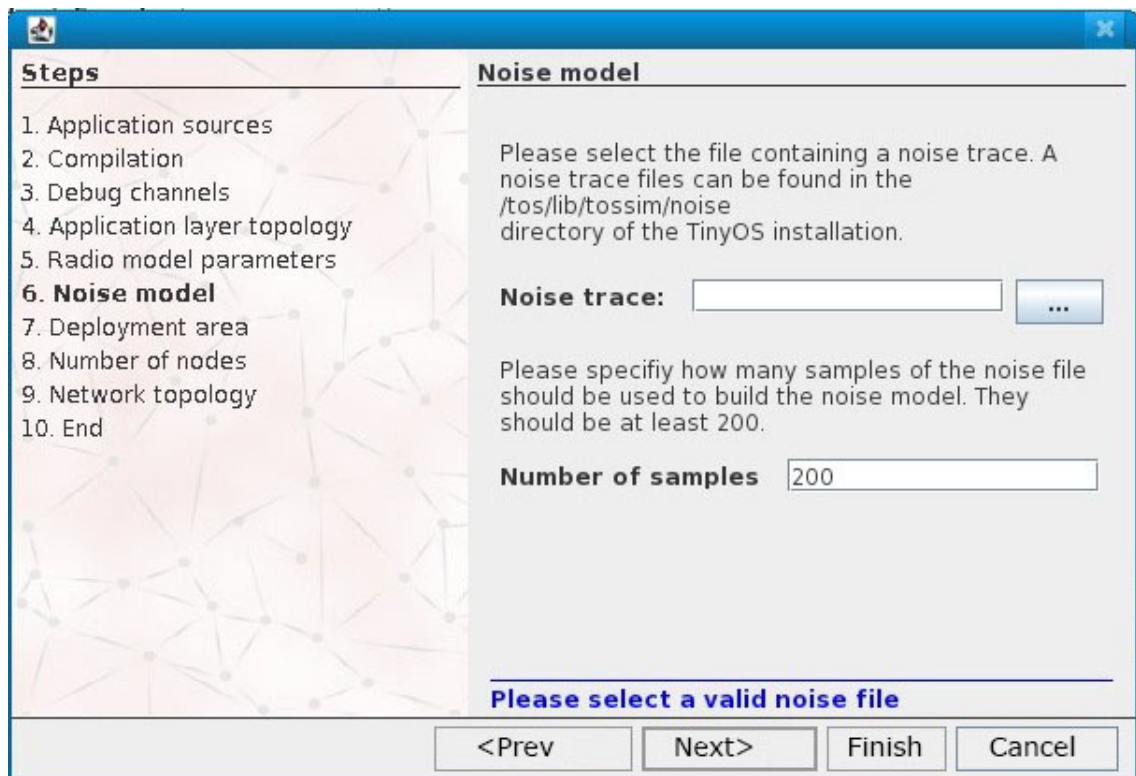 Steps
1. Application sources
2. Compilation
3. Debug channels
4. Application layer topology
5. Radio model parameters
6. Noise model
7. Deployment area
8. Number of nodes
9. Network topology
10. End
Noise model
Please select the file containing a noise trace. A
noise trace files can be found in the
/tos/lib/tossim/noise
directory of the TinyOS installation.
Noise trace:
...
Please specifiy how many samples of the noise file
should be used to build the noise model. They
should be at least 200.
Number of samples 200
Please select a valid noise file
<Prev Next> Finish Cancel